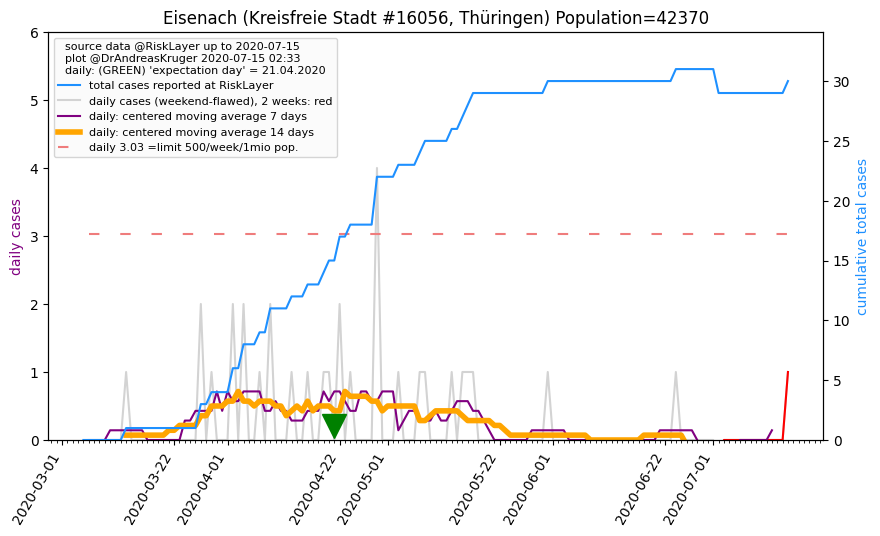 Eisenach (Kreisfreie Stadt #16056, Thüringen) Population=42370
source data @RiskLayer up to 2020-07-15
plot @DrAndreasKruger 2020-07-15 02:33
daily: (GREEN) 'expectation day' = 21.04.2020
total cases reported at RiskLayer
daily cases (weekend-flawed), 2 weeks: red
daily: centered moving average 7 days
daily: centered moving average 14 days
daily 3.03 =limit 500/week/1mio pop.
daily cases
6
5
4
3
2
1
0
cumulative total cases
30
25
20
15
10
5
0
2020-03-01
2020-03-22
2020-04-01
2020-04-22
2020-05-01
2020-05-22
2020-06-01
2020-06-22
2020-07-01